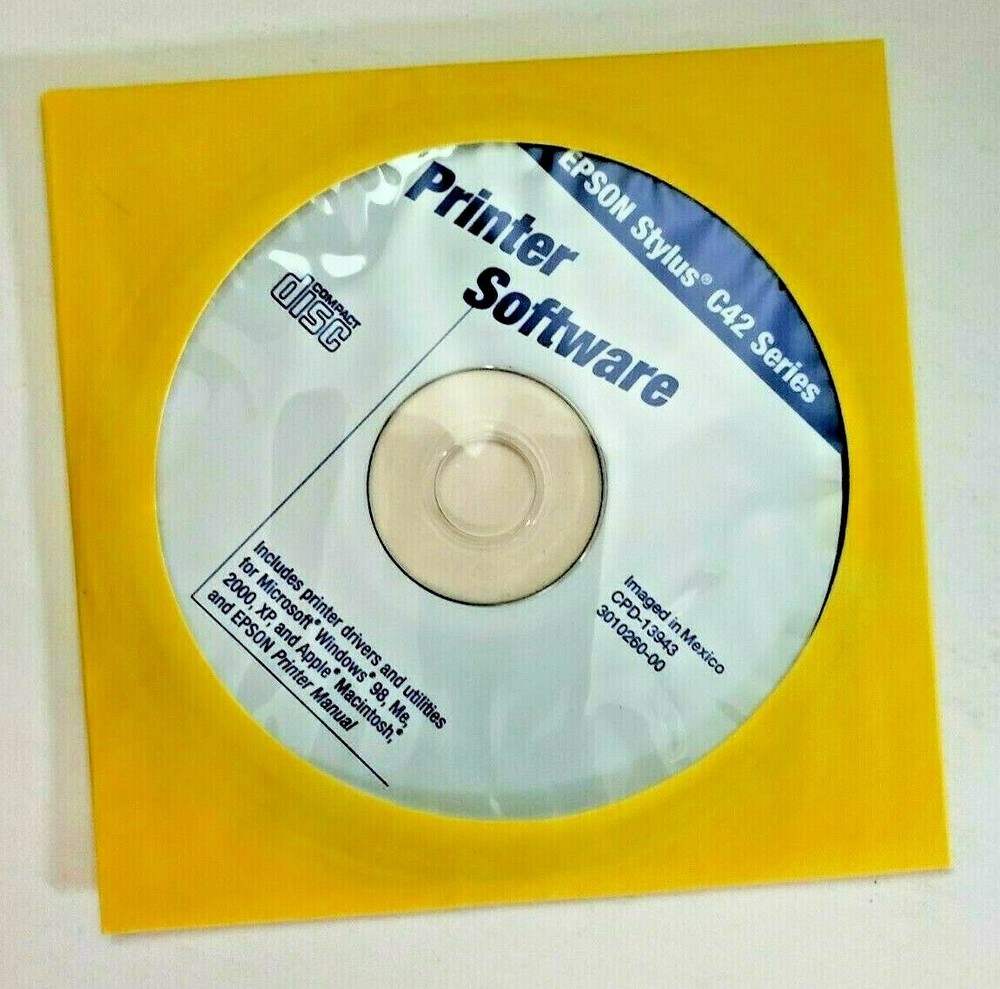 EPSON Stylus® C42 Series
Printer
Software
COMPACT
disc
Includes printer drivers and utilities
for Microsoft® Windows® 98, Me,
2000, XP, and Apple® Macintosh,®
and EPSON Printer Manual
Imaged in Mexico
CPD-13943
3010260-00